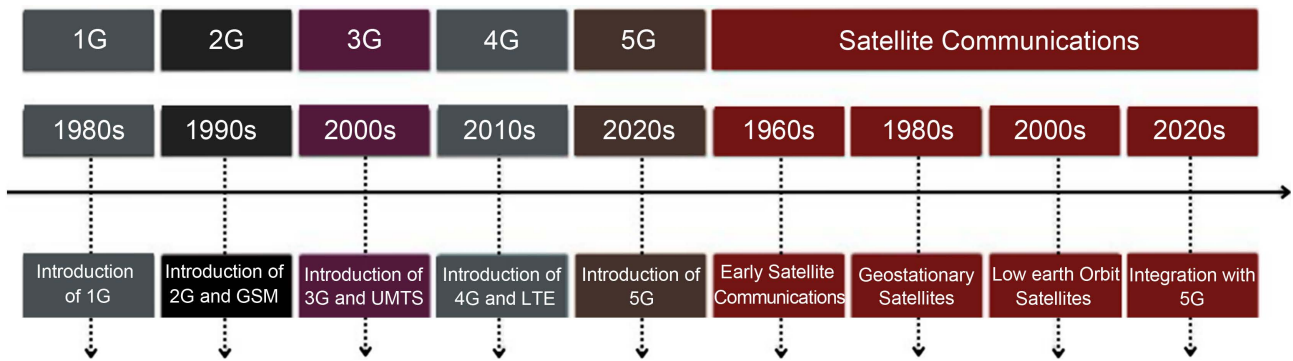 1G
2G
3G
4G
5G
Satellite Communications
1980s
1990s
2000s
2010s
2020s
1960s
1980s
2000s
2020s
Introduction
of 1G
Introduction of
2G and GSM
Introduction of
3G and UMTS
Introduction of
4G and LTE
Introduction of
5G
Early Satellite
Communications
Geostationary
Satellites
Low earth Orbit
Satellites
Integration with
5G